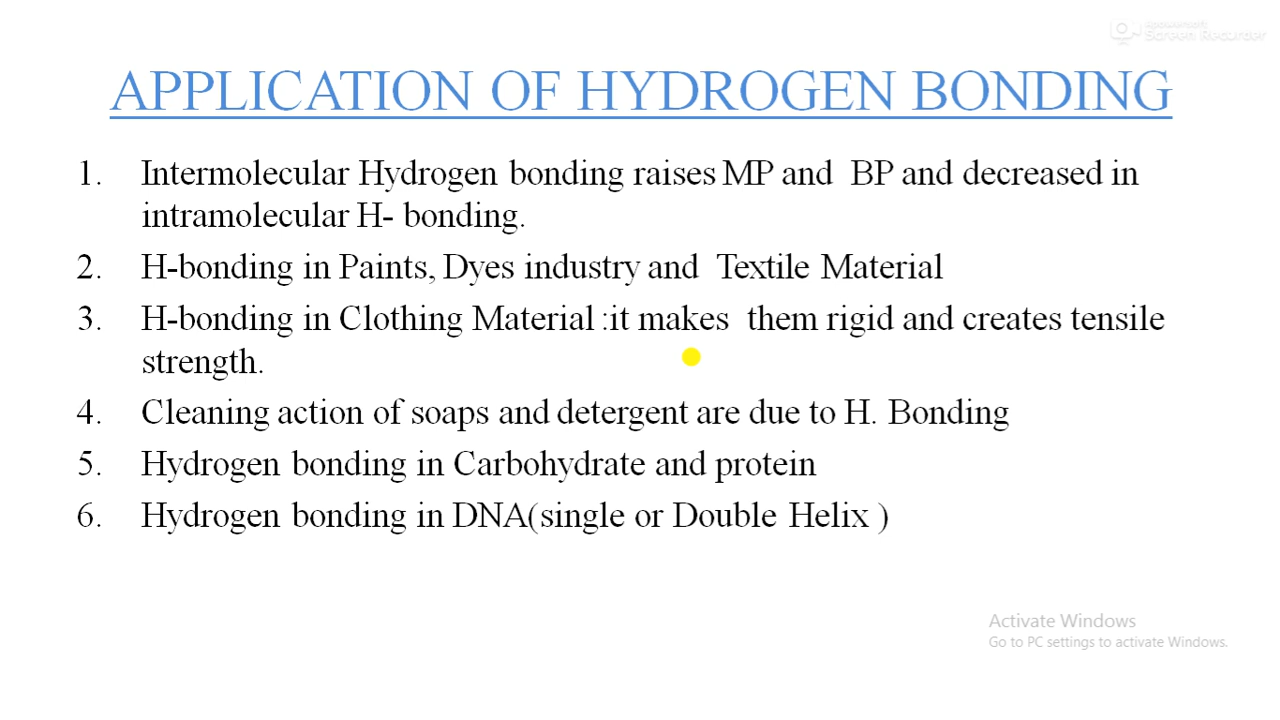 Apowersoft
Screen Recorder
APPLICATION OF HYDROGEN BONDING
1. Intermolecular Hydrogen bonding raises MP and BP and decreased in
intramolecular H- bonding.
2. H-bonding in Paints, Dyes industry and Textile Material
3. H-bonding in Clothing Material :it makes them rigid and creates tensile
strength.
4. Cleaning action of soaps and detergent are due to H. Bonding
5. Hydrogen bonding in Carbohydrate and protein
6. Hydrogen bonding in DNA(single or Double Helix )
Activate Windows
Go to PC settings to activate Windows.